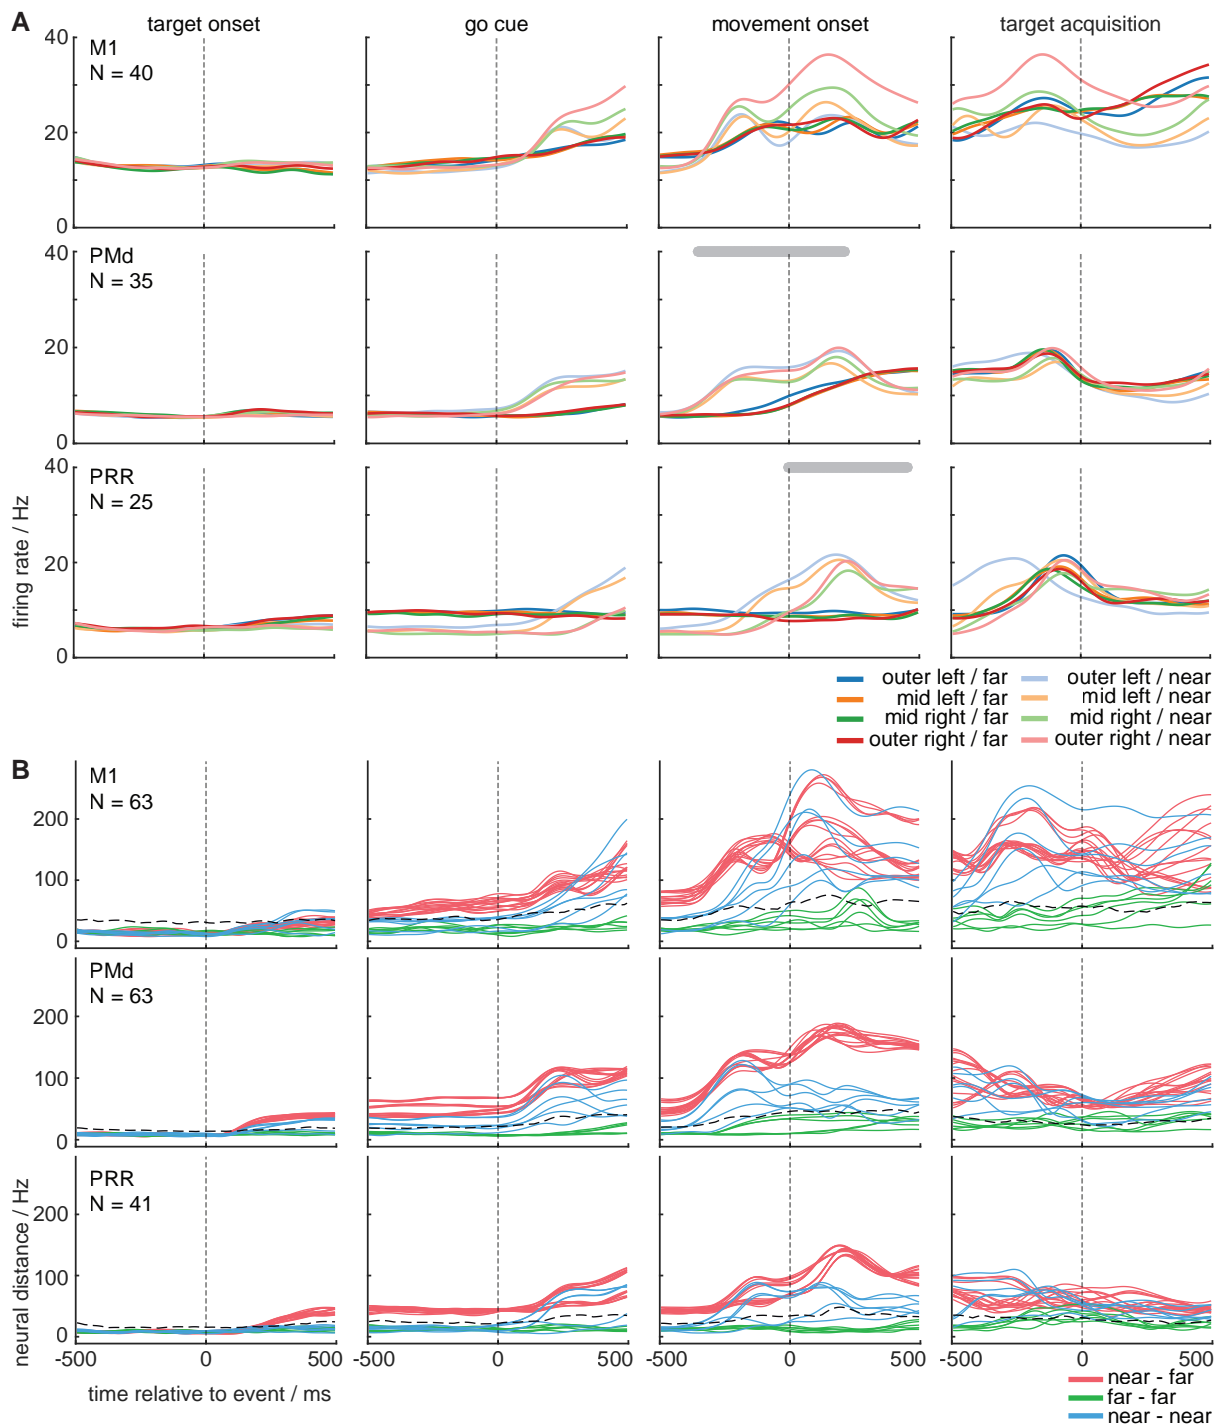 A
target onset
go cue
movement onset
target acquisition
40
M1
N = 40
20
0
40
PMd
N = 35
20
0
40
PRR
N = 25
20
0
firing rate / Hz
outer left / far
outer left / near
mid left / far
mid left / near
mid right / far
mid right / near
outer right / far
outer right / near
B
M1
N = 63
200
100
0
PMd
N = 63
200
100
0
PRR
N = 41
200
100
0
neural distance / Hz
-500 0 500 -500 0 500 -500 0 500 -500 0 500
time relative to event / ms
near - far
far - far
near - near